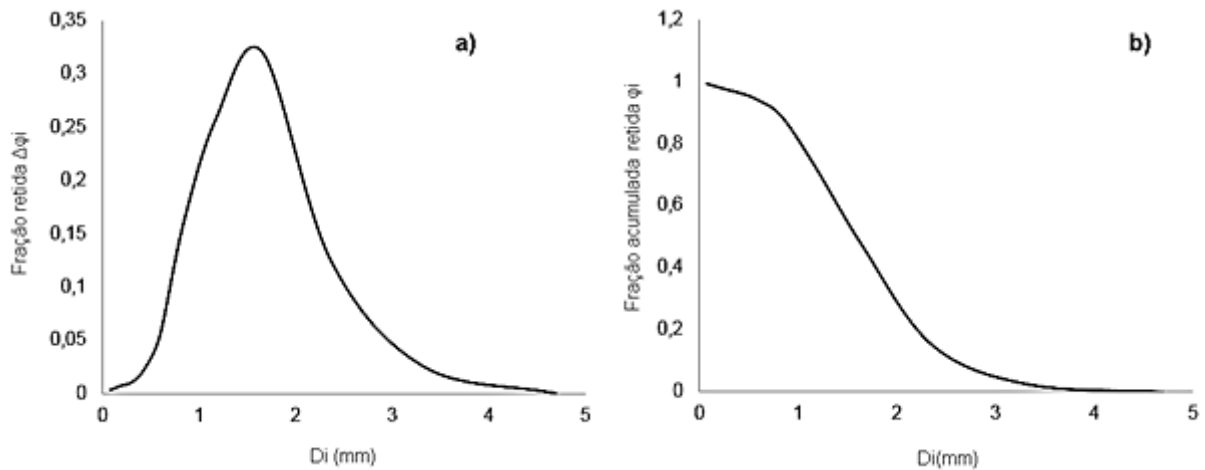 a)
Fração retida Δφi
0,35
0,3
0,25
0,2
0,15
0,1
0,05
0
0 1 2 3 4 5
Di (mm)
b)
Fração acumulada retida φi
1,2
1
0,8
0,6
0,4
0,2
0
0 1 2 3 4 5
Di(mm)